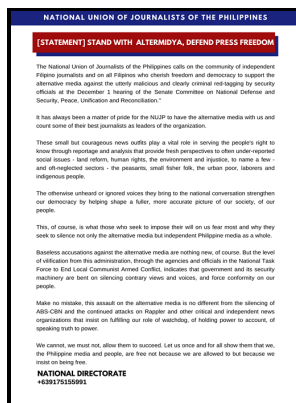 NATIONAL UNION OF JOURNALISTS OF THE PHILIPPINES
[STATEMENT] STAND WITH ALTERMIDYA, DEFEND PRESS FREEDOM
The National Union of Journalists of the Philippines calls on the community of independent
Filipino journalists and on all Filipinos who cherish freedom and democracy to support the
alternative media against the utterly malicious and clearly criminal red-tagging by security
officials at the December 1 hearing of the Senate Committee on National Defense and
Security, Peace, Unification and Reconciliation."
It has always been a matter of pride for the NUJP to have the alternative media with us and
count some of their best journalists as leaders of the organization.
These small but courageous news outfits play a vital role in serving the people's right to
know through reportage and analysis that provide fresh perspectives to often under-reported
social issues - land reform, human rights, the environment and injustice, to name a few -
and oft-neglected sectors - the peasants, small fisher folk, the urban poor, laborers and
indigenous people.
The otherwise unheard or ignored voices they bring to the national conversation strengthen
our democracy by helping shape a fuller, more accurate picture of our society, of our
people.
This, of course, is what those who seek to impose their will on us fear most and why they
seek to silence not only the alternative media but independent Philippine media as a whole.
Baseless accusations against the alternative media are nothing new, of course. But the level
of vilification from this administration, through the agencies and officials in the National Task
Force to End Local Communist Armed Conflict, indicates that government and its security
machinery are bent on silencing contrary views and voices, and force conformity on our
people.
Make no mistake, this assault on the alternative media is no different from the silencing of
ABS-CBN and the continued attacks on Rappler and other critical and independent news
organizations that insist on fulfilling our role of watchdog, of holding power to account, of
speaking truth to power.
We cannot, we must not, allow them to succeed. Let us once and for all show them that we,
the Philippine media and people, are free not because we are allowed to but because we
insist on being free.
NATIONAL DIRECTORATE
+639175155991